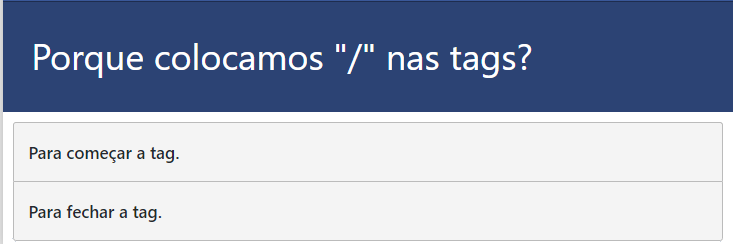 Porque colocamos "/" nas tags?
Para começar a tag.
Para fechar a tag.